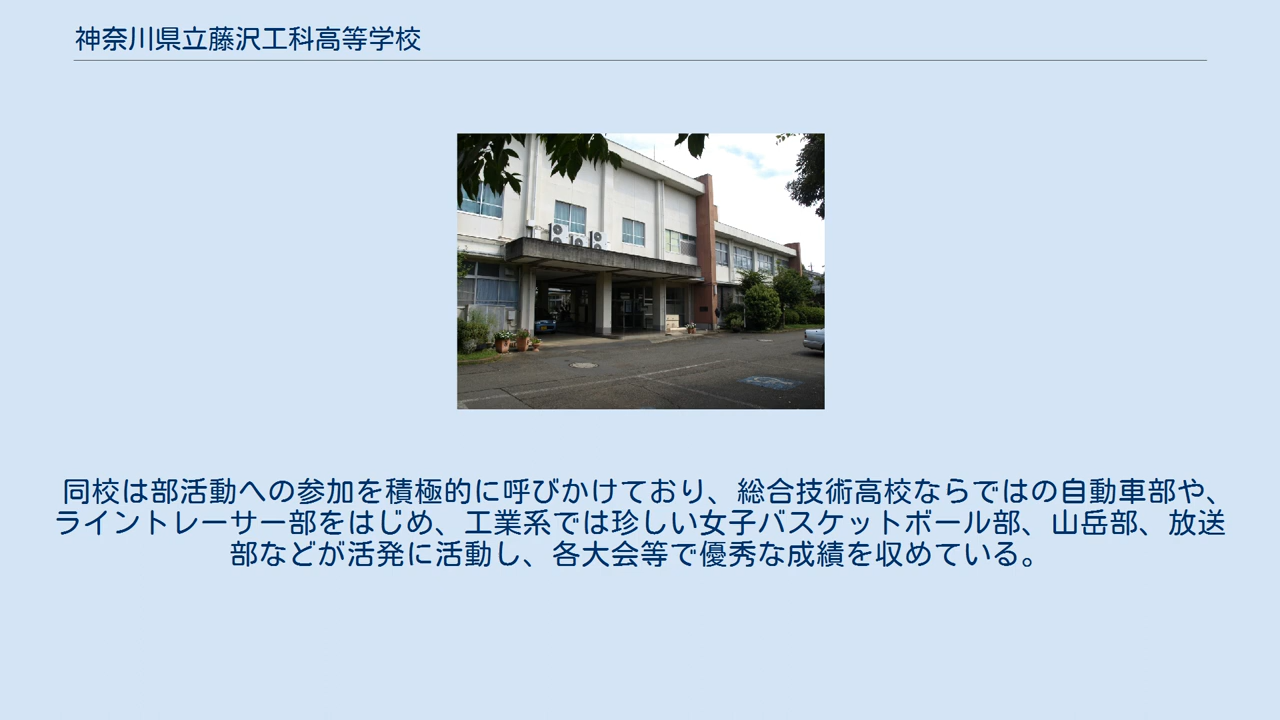 神奈川県立藤沢工科高等学校
同校は部活動への参加を積極的に呼びかけており、総合技術高校ならではの自動車部や、
ライントレーサー部をはじめ、工業系では珍しい女子バスケットボール部、山岳部、放送
部などが活発に活動し、各大会等で優秀な成績を収めている。